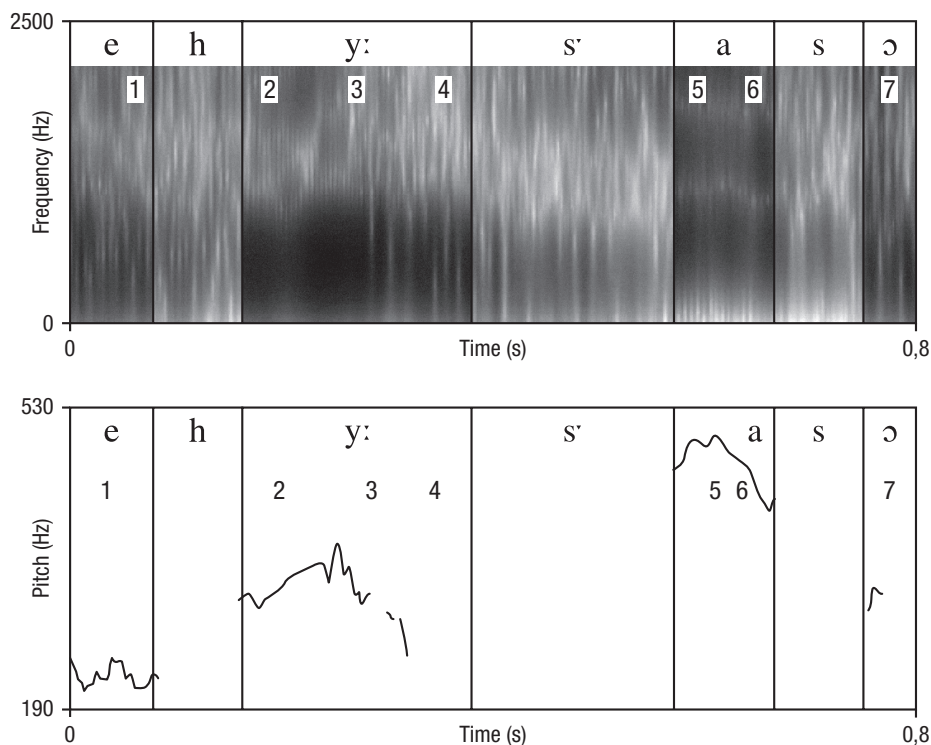 2500
e h yː sˑ a s ɔ
1 2 3 4 5 6 7
Frequency (Hz)
0
0 Time (s) 0,8
530
e h yː sˑ a s ɔ
1 2 3 4 5 6 7
Pitch (Hz)
190
0 Time (s) 0,8